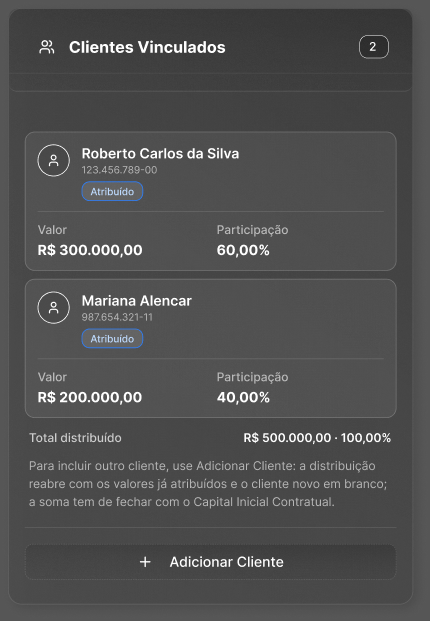 Clientes Vinculados
2
Roberto Carlos da Silva
123.456.789-00
Atribuído
Valor
Participação
R$ 300.000,00
60,00%
Mariana Alencar
987.654.321-11
Atribuído
Valor
Participação
R$ 200.000,00
40,00%
Total distribuído
R$ 500.000,00 · 100,00%
Para incluir outro cliente, use Adicionar Cliente: a distribuição
reabre com os valores já atribuídos e o cliente novo em branco;
a soma tem de fechar com o Capital Inicial Contratual.
+ Adicionar Cliente